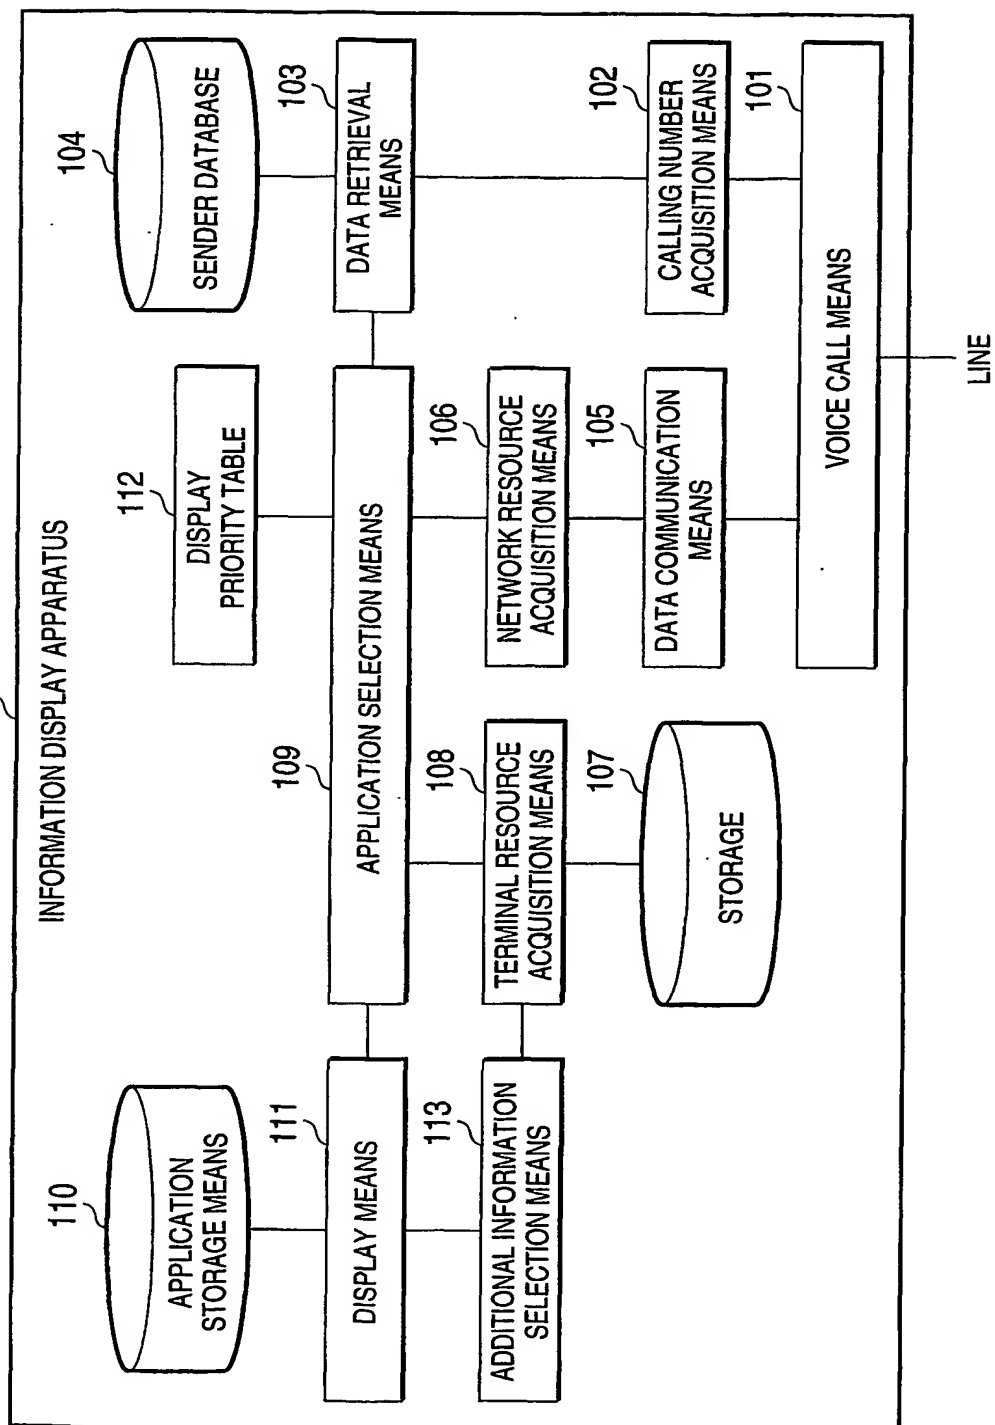 INFORMATION DISPLAY APPARATUS
110
APPLICATION
STORAGE MEANS
112
DISPLAY
PRIORITY TABLE
104
SENDER DATABASE
111
DISPLAY MEANS
109
APPLICATION SELECTION MEANS
103
DATA RETRIEVAL
MEANS
113
ADDITIONAL INFORMATION
SELECTION MEANS
108
TERMINAL RESOURCE
ACQUISITION MEANS
106
NETWORK RESOURCE
ACQUISITION MEANS
107
STORAGE
105
DATA COMMUNICATION
MEANS
102
CALLING NUMBER
ACQUISITION MEANS
101
VOICE CALL MEANS
LINE